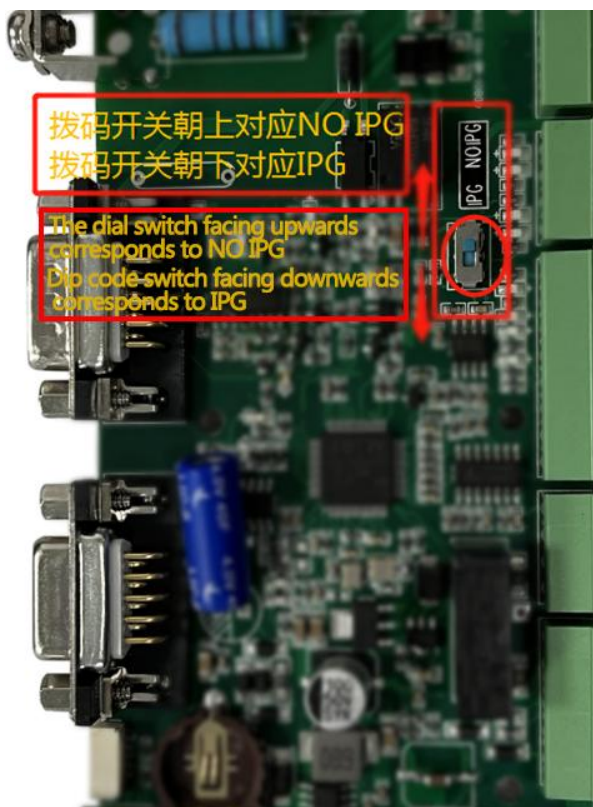 拨码开关朝上对应NO IPG
拨码开关朝下对应IPG
IPG NOIPG
The dial switch facing upwards
corresponds to NO IPG
Dip code switch facing downwards
corresponds to IPG